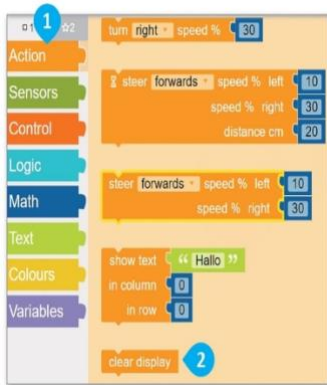 1 2
Action
Sensors
Control
Logic
Math
Text
Colours
Variables
turn right speed % 30
steer forwards speed % left 10
speed % right 30
distance cm 20
steer forwards speed % left 10
speed % right 30
show text “ Hallo ”
in column 0
in row 0
clear display 2